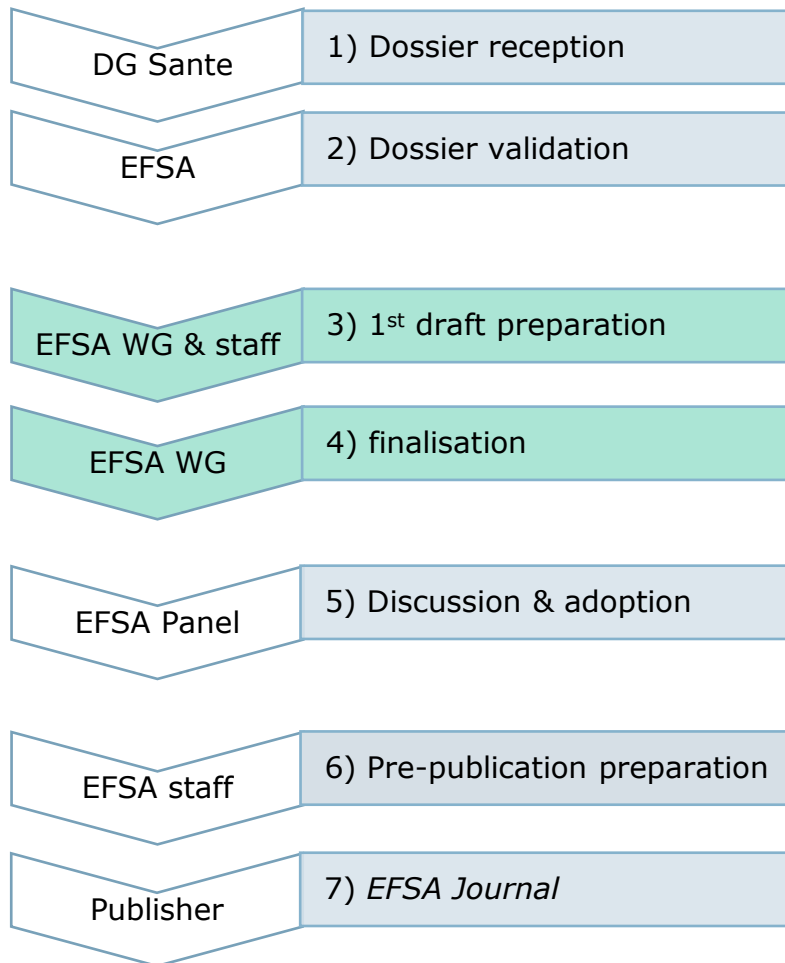 DG Sante
1) Dossier reception
EFSA
2) Dossier validation
EFSA WG & staff
3) 1st draft preparation
EFSA WG
4) finalisation
EFSA Panel
5) Discussion & adoption
EFSA staff
6) Pre-publication preparation
Publisher
7) EFSA Journal